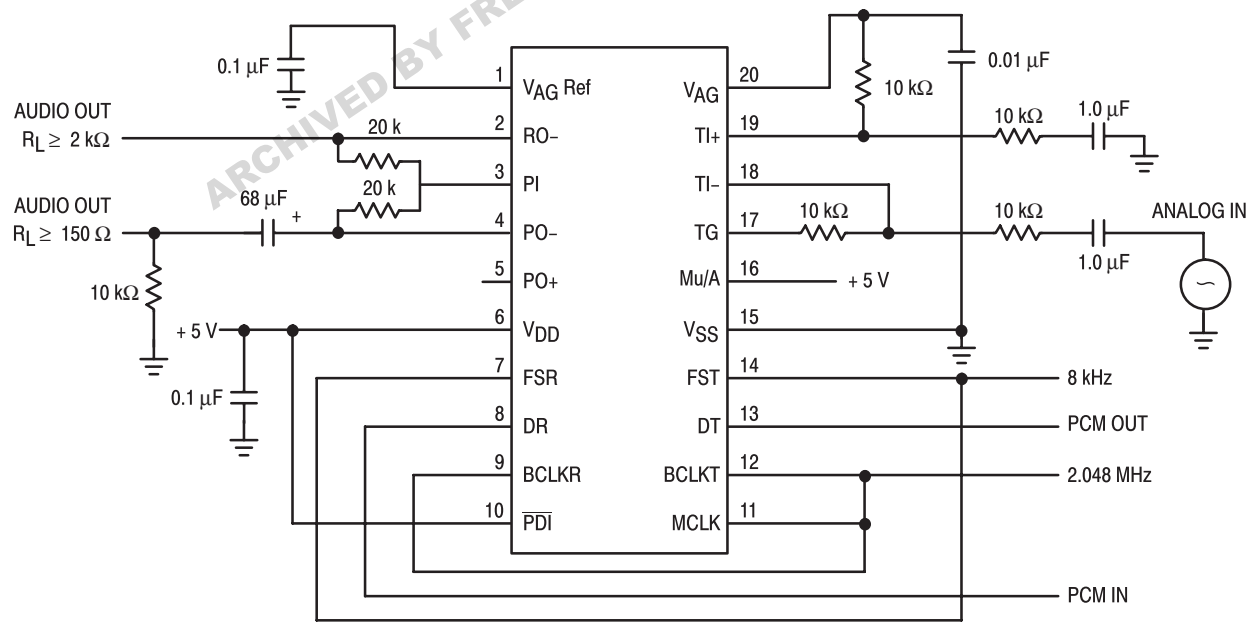 ARCHIVED BY FRE
0.1 μF
AUDIO OUT
RL ≥ 2 kΩ
20 k
20 k
68 μF
+
AUDIO OUT
RL ≥ 150 Ω
10 kΩ
+ 5 V
0.1 μF
1
2
3
4
5
6
7
8
9
10
VAG Ref
RO–
PI
PO–
PO+
VDD
FSR
DR
BCLKR
PDI
VAG
TI+
TI–
TG
Mu/A
VSS
FST
DT
BCLKT
MCLK
20
19
18
17
16
15
14
13
12
11
10 kΩ
0.01 μF
10 kΩ
1.0 μF
10 kΩ
10 kΩ
1.0 μF
ANALOG IN
+ 5 V
8 kHz
PCM OUT
2.048 MHz
PCM IN